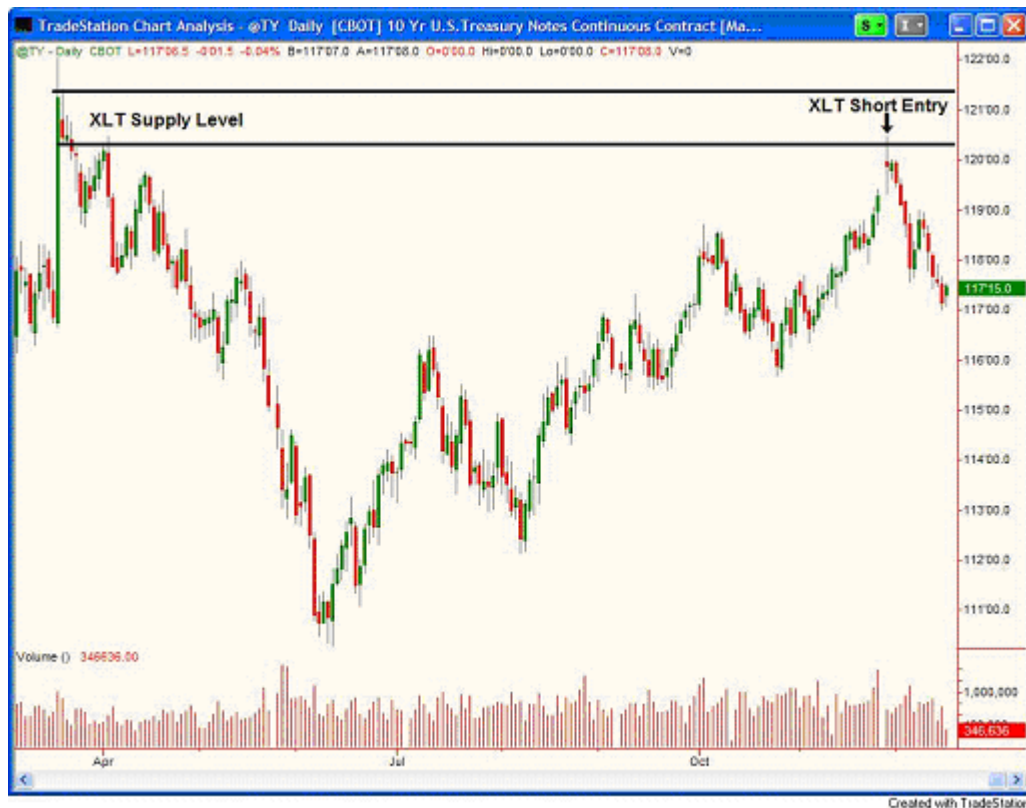 TradeStation Chart Analysis - @TY Daily [CBOT] 10 Yr U.S.Treasury Notes Continuous Contract [Ma...
S
I
@TY - Daily CBOT L=117'06.5 -0'01.5 -0.04% B=117'07.0 A=117'08.0 O=0'00.0 Hi=0'00.0 Lo=0'00.0 C=117'08.0 V=0
122'00.0
XLT Short Entry
121'00.0
XLT Supply Level
120'00.0
119'00.0
118'00.0
117'15.0
117'00.0
116'00.0
115'00.0
114'00.0
113'00.0
112'00.0
111'00.0
Volume () 346636.00
1,000,000
346,636
Apr
Jul
Oct
Created with TradeStation